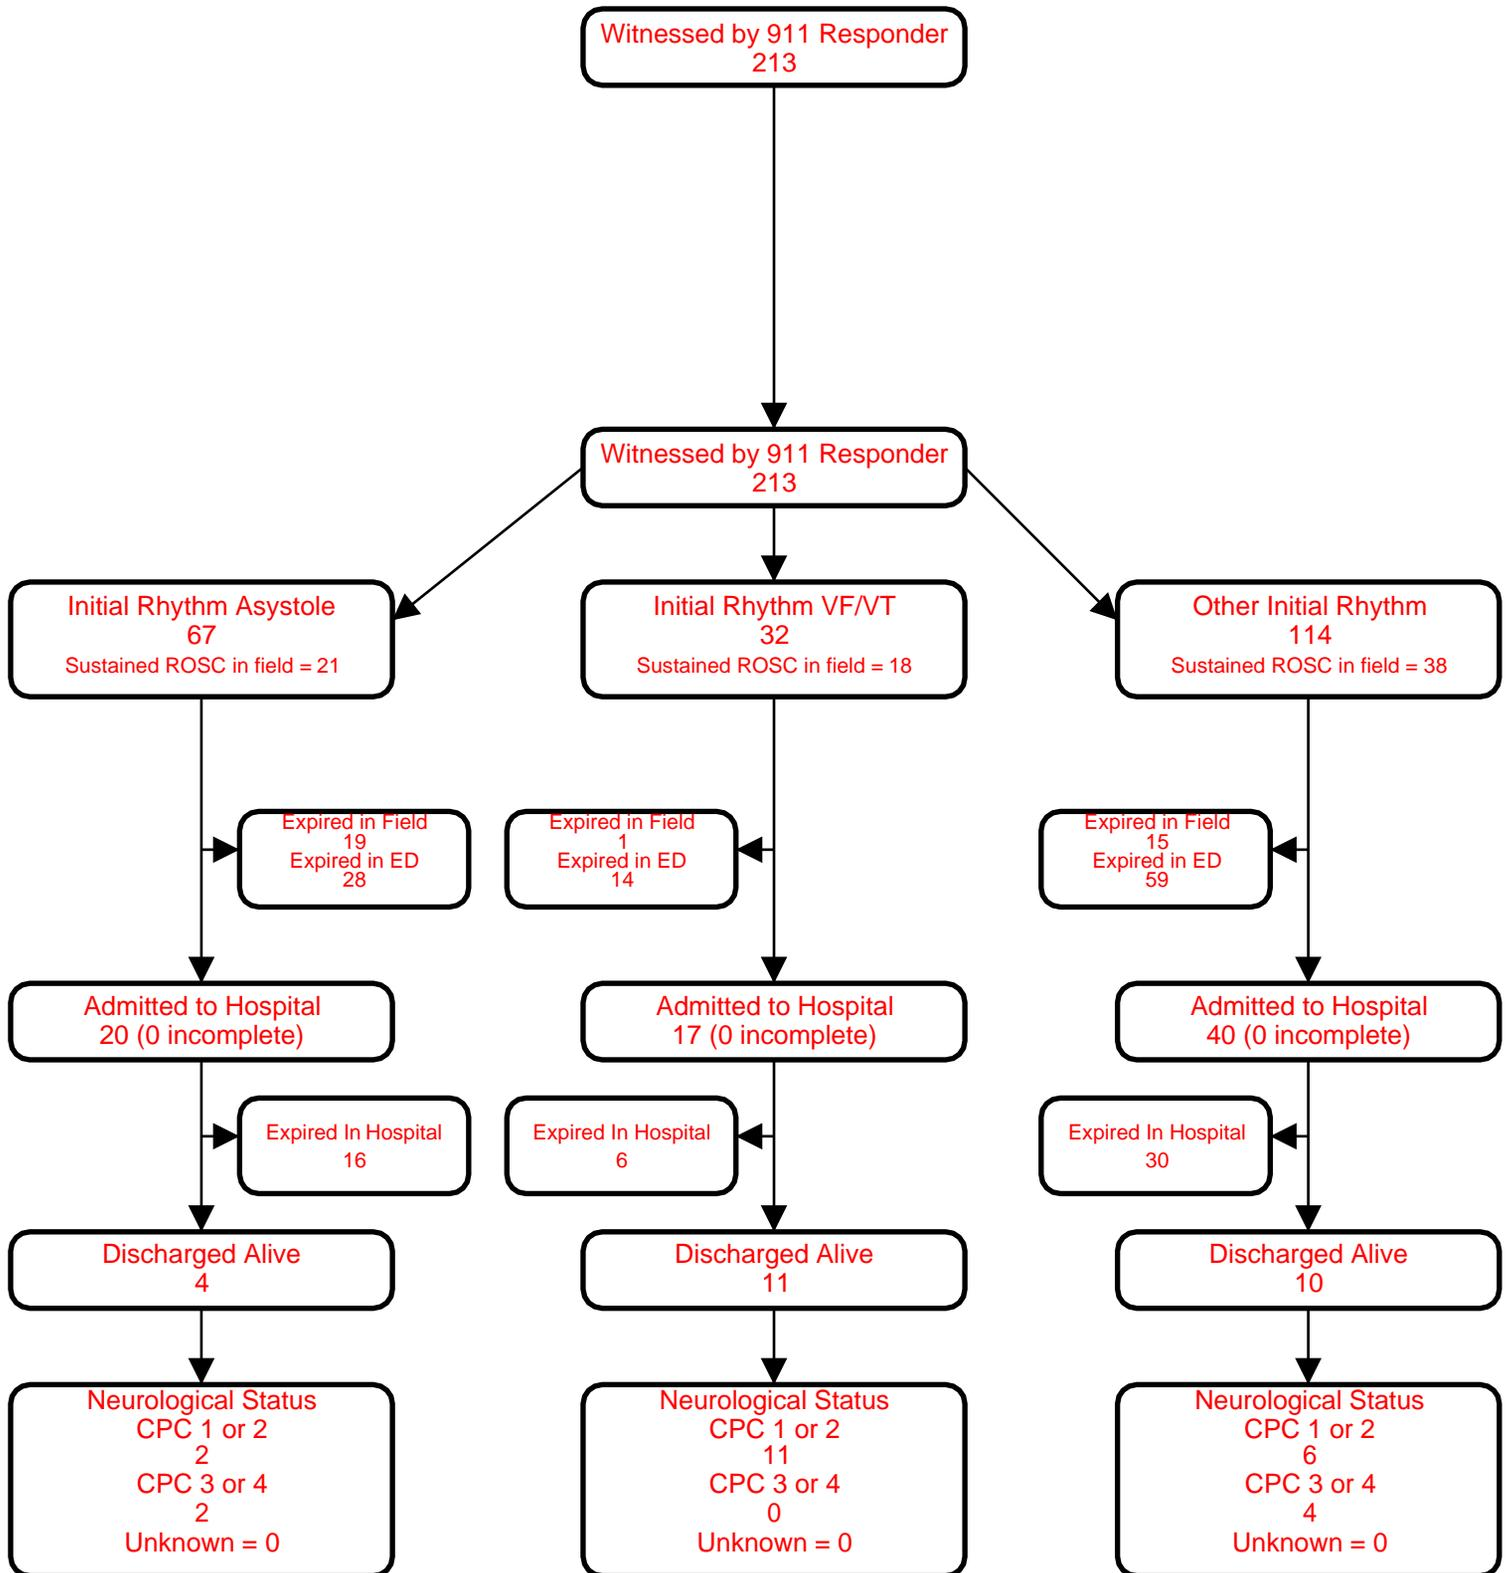 Witnessed by 911 Responder
213
Witnessed by 911 Responder
213
Initial Rhythm Asystole
67
Sustained ROSC in field = 21
Initial Rhythm VF/VT
32
Sustained ROSC in field = 18
Other Initial Rhythm
114
Sustained ROSC in field = 38
Expired in Field
19
Expired in ED
28
Expired in Field
1
Expired in ED
14
Expired in Field
15
Expired in ED
59
Admitted to Hospital
20 (0 incomplete)
Admitted to Hospital
17 (0 incomplete)
Admitted to Hospital
40 (0 incomplete)
Expired In Hospital
16
Expired In Hospital
6
Expired In Hospital
30
Discharged Alive
4
Discharged Alive
11
Discharged Alive
10
Neurological Status
CPC 1 or 2
2
CPC 3 or 4
2
Unknown = 0
Neurological Status
CPC 1 or 2
11
CPC 3 or 4
0
Unknown = 0
Neurological Status
CPC 1 or 2
6
CPC 3 or 4
4
Unknown = 0